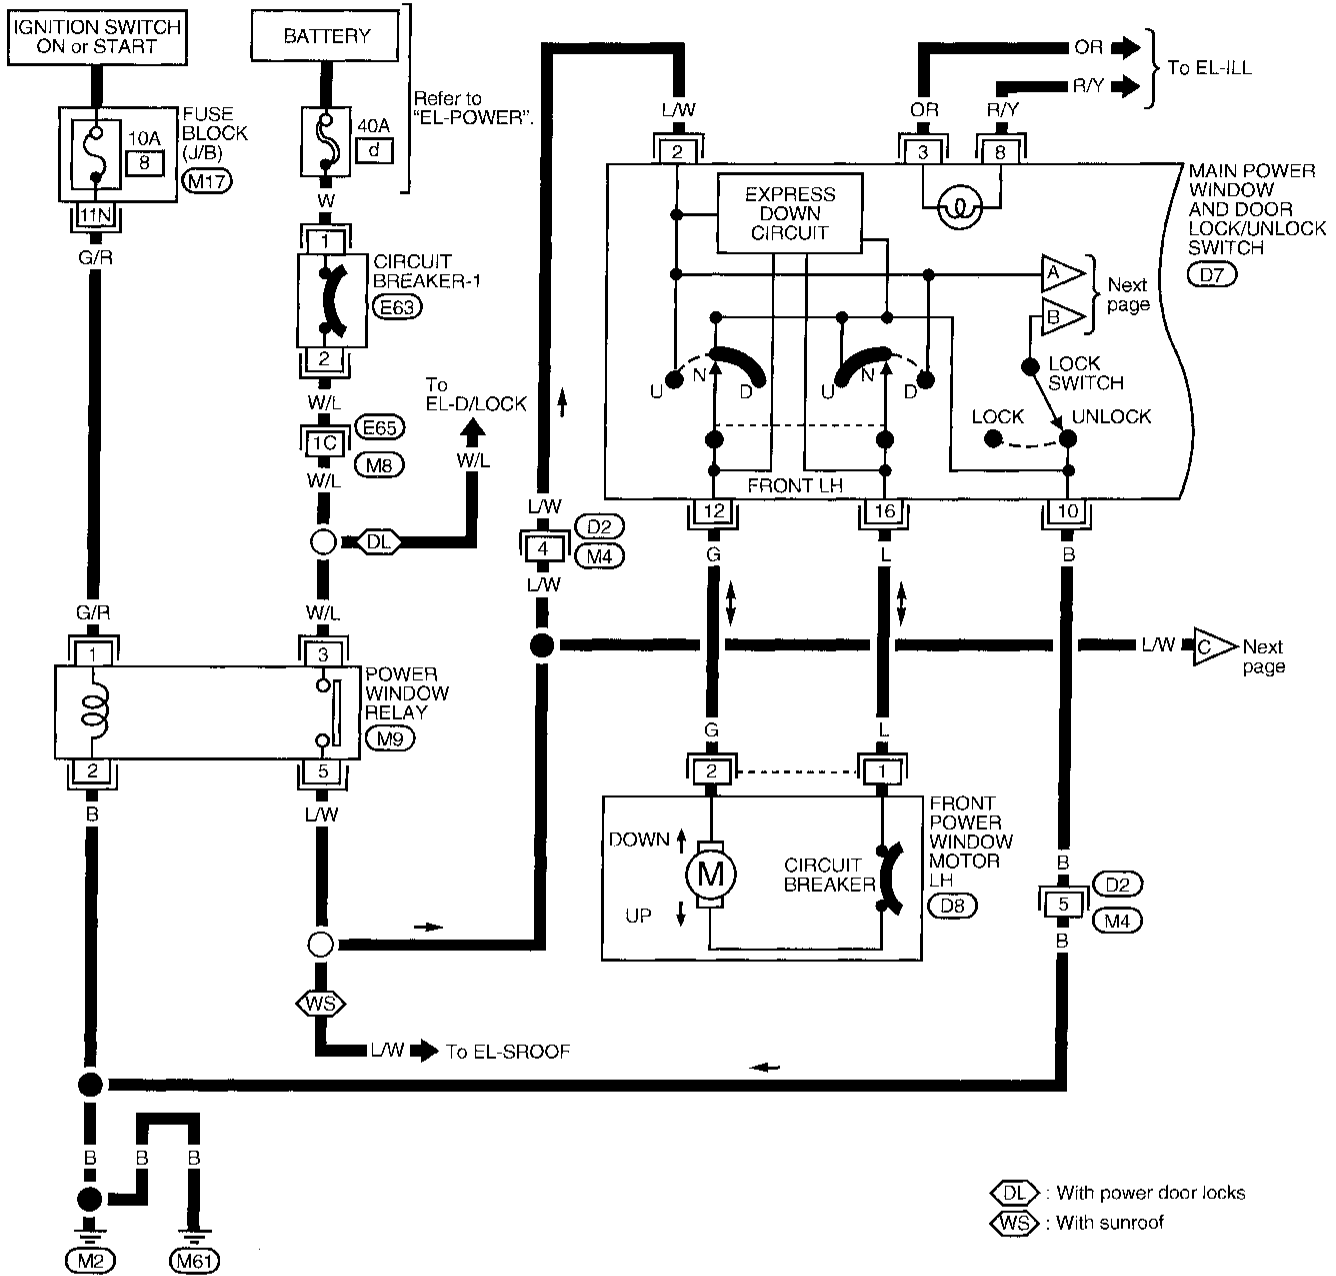 IGNITION SWITCH
ON or START
BATTERY
Refer to
"EL-POWER".
FUSE
BLOCK
(J/B)
M17
10A
8
11N
G/R
40A
d
W
1
CIRCUIT
BREAKER-1
E63
2
W/L
1C
E65
M8
W/L
To
EL-D/LOCK
W/L
DL
G/R
W/L
1
3
POWER
WINDOW
RELAY
M9
2
5
B
L/W
WS
L/W
To EL-SROOF
B
B
B
M2
M61
L/W
4
D2
M4
L/W
L/W
2
OR
R/Y
To EL-ILL
OR
R/Y
3
8
MAIN POWER
WINDOW
AND DOOR
LOCK/UNLOCK
SWITCH
D7
EXPRESS
DOWN
CIRCUIT
A
B
Next
page
U
N
D
U
N
D
LOCK
SWITCH
LOCK
UNLOCK
FRONT LH
12
16
10
G
L
B
L/W
C
Next
page
G
L
2
1
FRONT
POWER
WINDOW
MOTOR
LH
D8
DOWN
M
UP
CIRCUIT
BREAKER
B
5
D2
M4
B
DL : With power door locks
WS : With sunroof